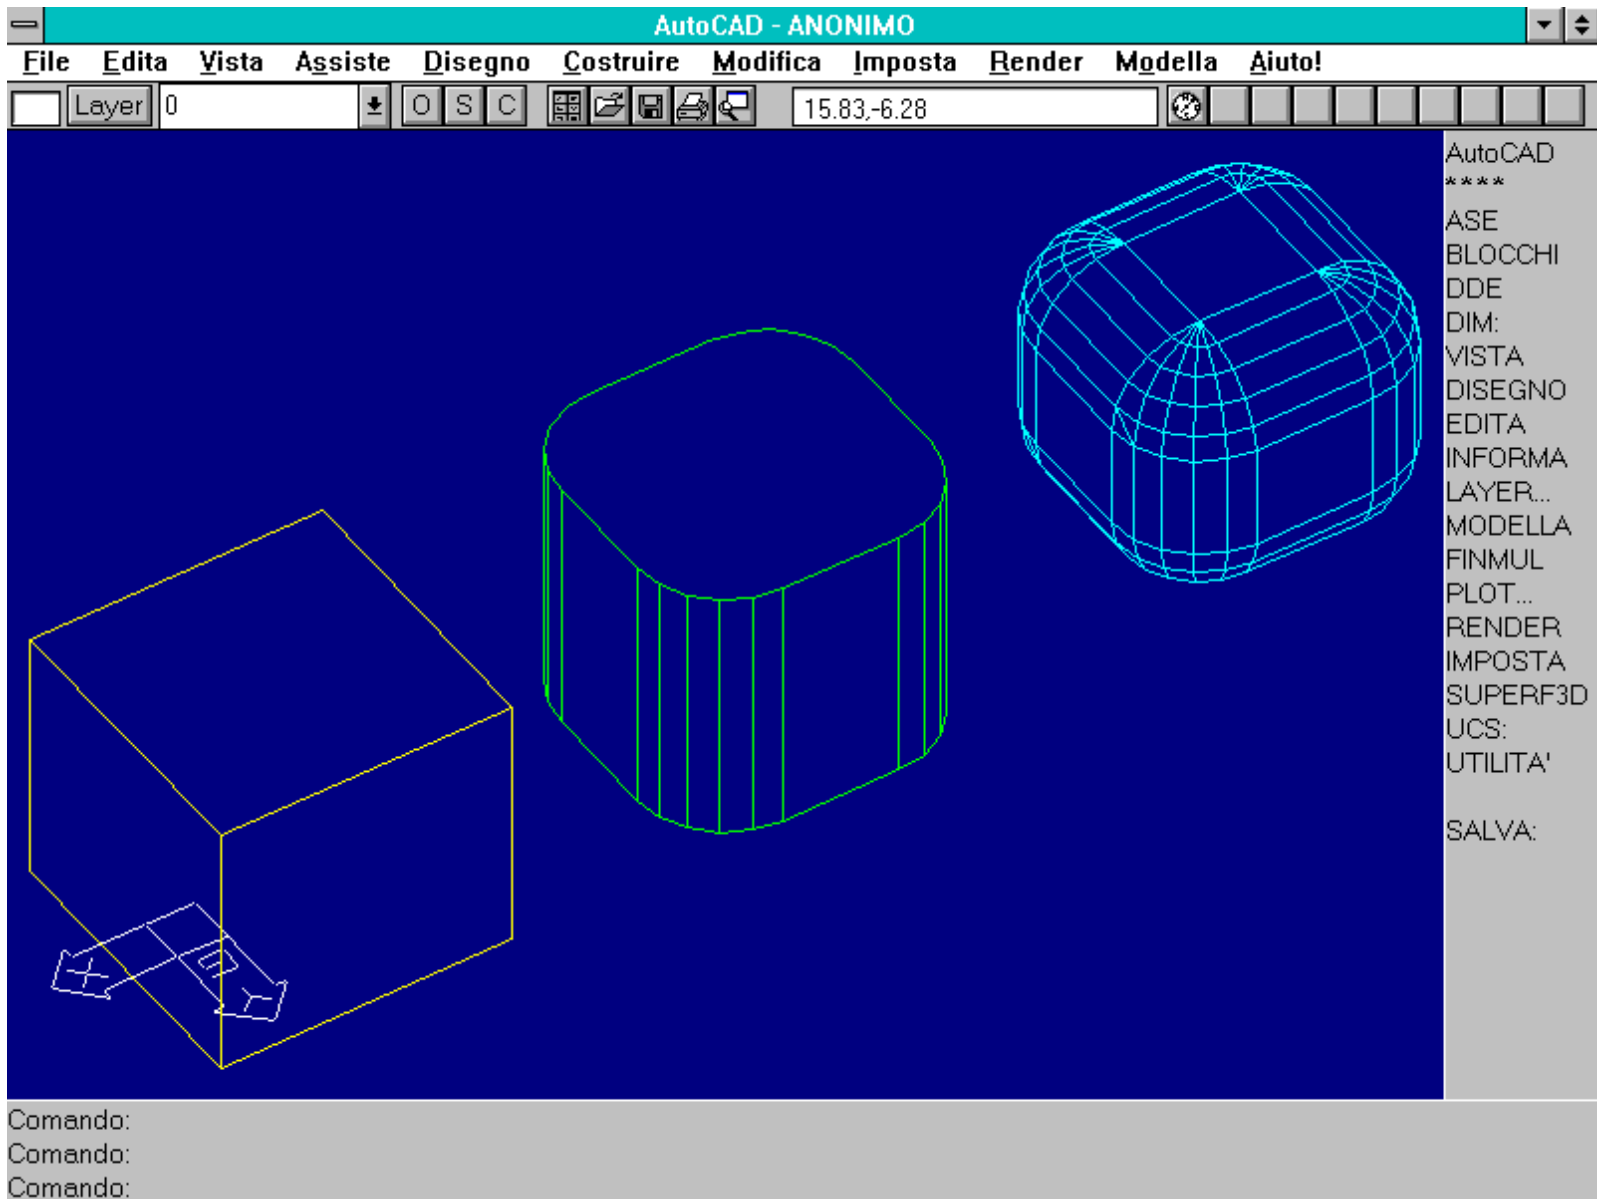 AutoCAD - ANONIMO
File Edita Vista Assiste Disegno Costruire Modifica Imposta Render Modella Aiuto!
Layer 0 O S C 15.83,-6.28
AutoCAD
****
ASE
BLOCCHI
DDE
DIM:
VISTA
DISEGNO
EDITA
INFORMA
LAYER...
MODELLA
FINMUL
PLOT...
RENDER
IMPOSTA
SUPERF3D
UCS:
UTILITA'
SALVA:
X Y
Comando:
Comando:
Comando: